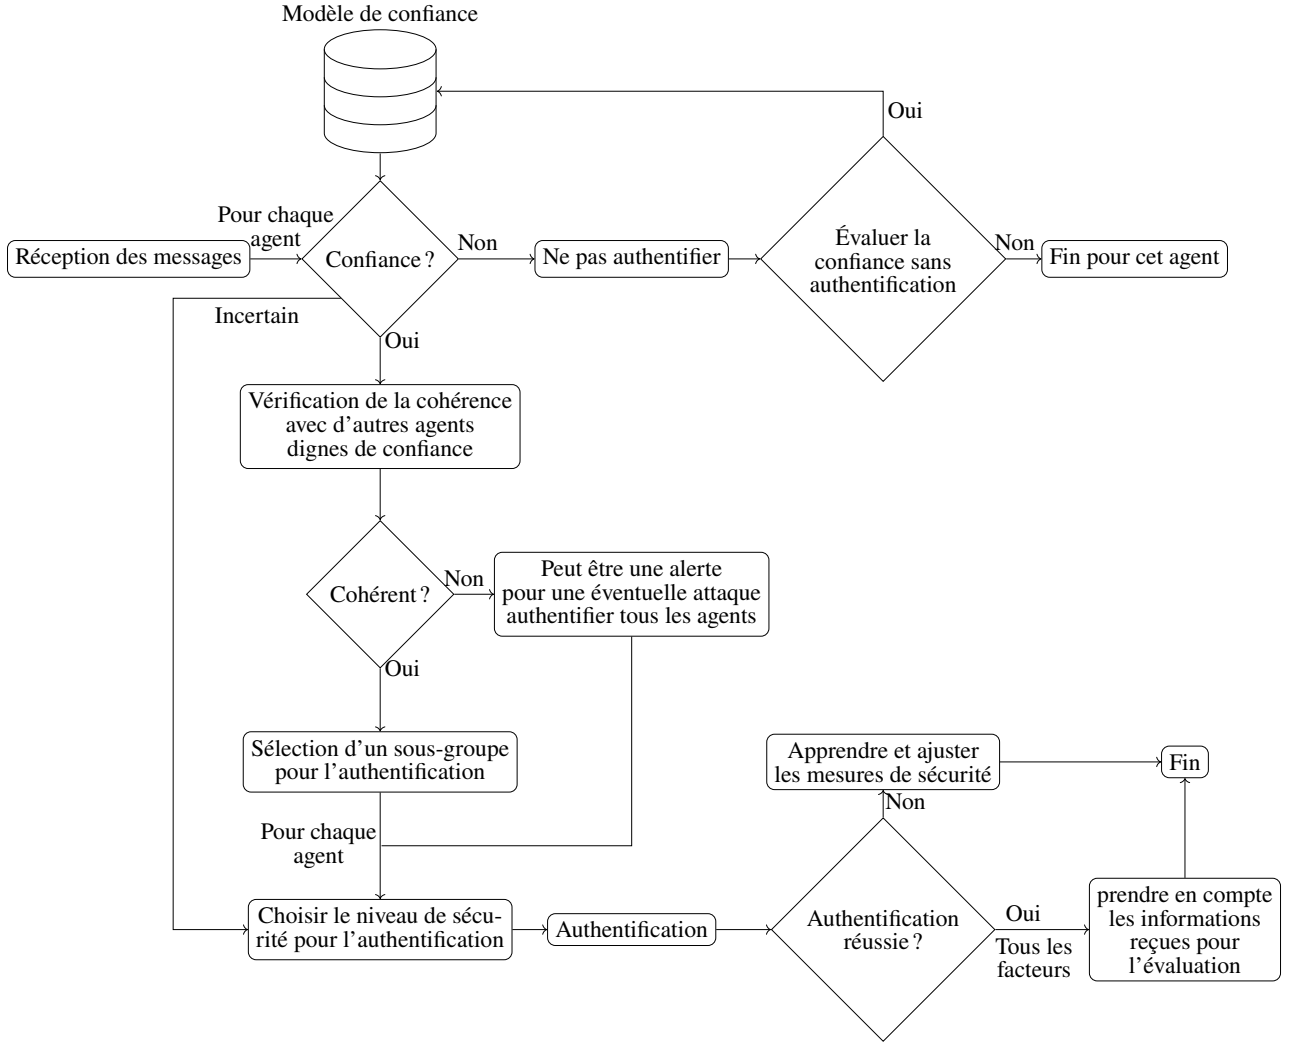 Modèle de confiance
Oui
Pour chaque
agent
Réception des messages
Confiance ?
Non
Ne pas authentifier
Évaluer la
confiance sans
authentification
Non
Fin pour cet agent
Incertain
Oui
Vérification de la cohérence
avec d’autres agents
dignes de confiance
Cohérent ?
Non
Peut être une alerte
pour une éventuelle attaque
authentifier tous les agents
Oui
Sélection d’un sous-groupe
pour l’authentification
Apprendre et ajuster
les mesures de sécurité
Fin
Non
Pour chaque
agent
Choisir le niveau de sécu-
rité pour l’authentification
Authentification
Authentification
réussie ?
Oui
Tous les
facteurs
prendre en compte
les informations
reçues pour
l’évaluation